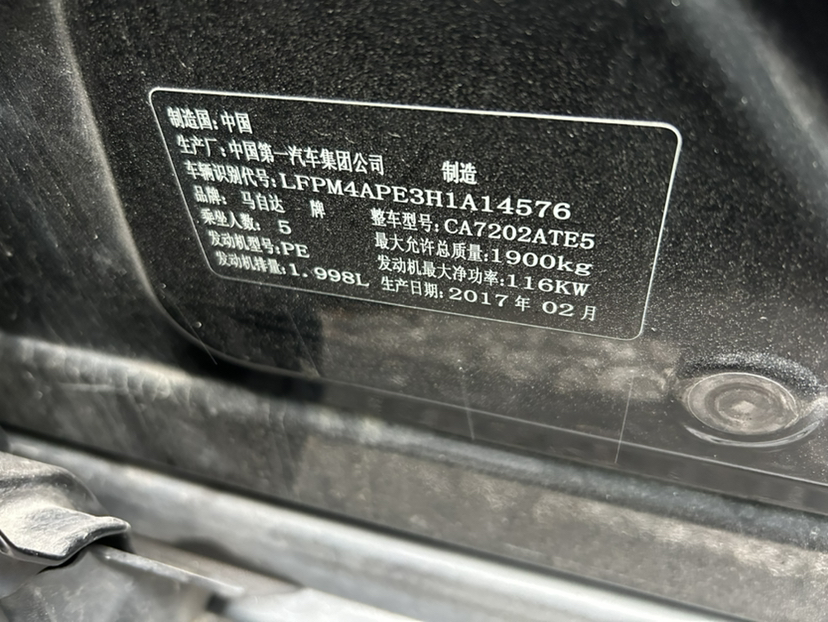 制造国:中国
生产厂:中国第一汽车集团公司 制造
车辆识别代号:LFPM4APE3H1A14576
品牌: 马自达 牌 整车型号:CA7202ATE5
乘坐人数: 5 最大允许总质量:1900kg
发动机型号:PE 发动机最大净功率:116KW
发动机排量:1.998L 生产日期:2017年 02月